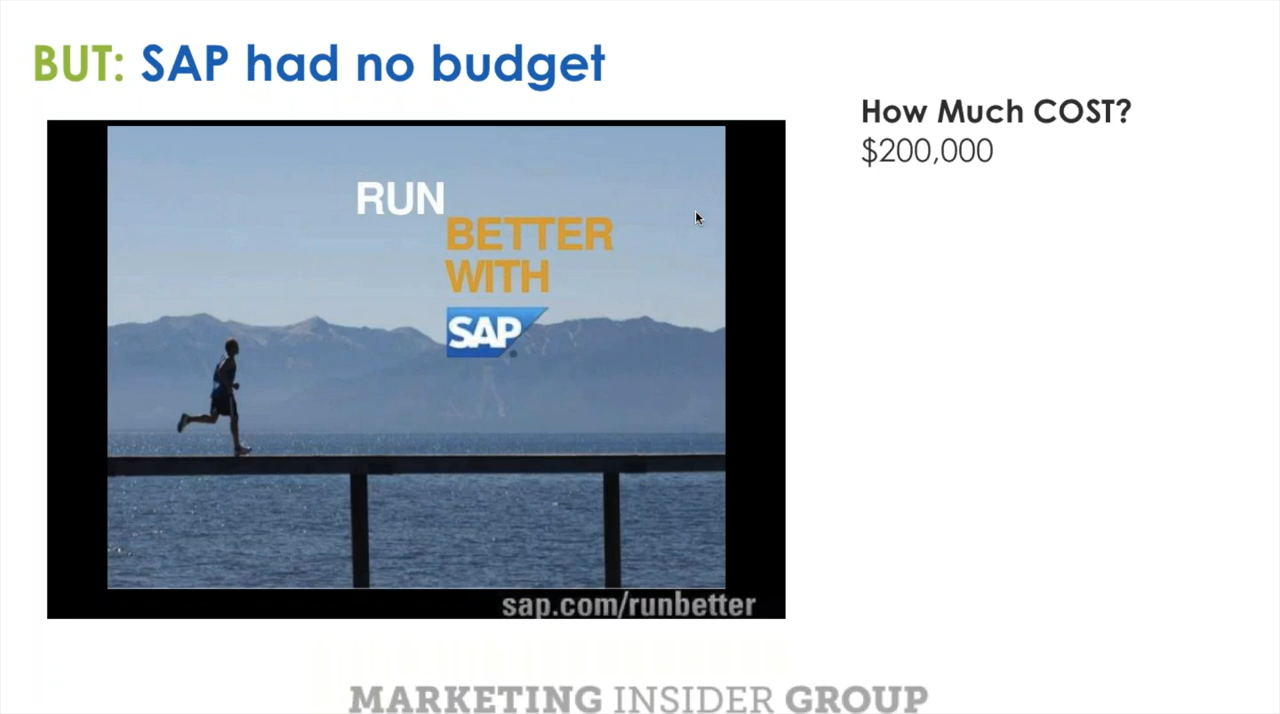 BUT: SAP had no budget
How Much COST?
$200,000
RUN
BETTER
WITH
SAP
sap.com/runbetter
MARKETING INSIDER GROUP